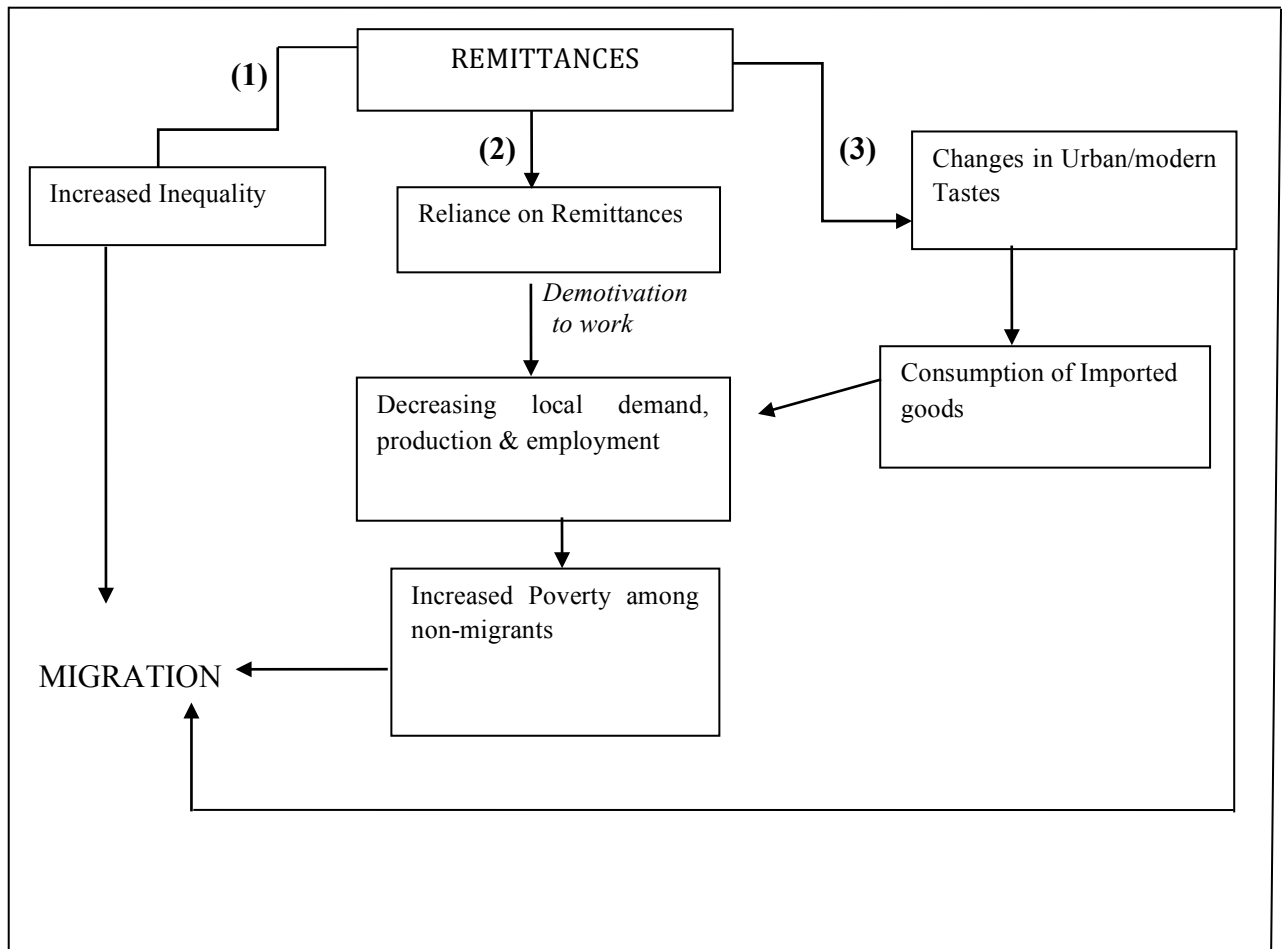 REMITTANCES
(1)
(2)
(3)
Increased Inequality
Reliance on Remittances
Changes in Urban/modern
Tastes
Demotivation
to work
Consumption of Imported
goods
Decreasing local demand,
production & employment
Increased Poverty among
non-migrants
MIGRATION